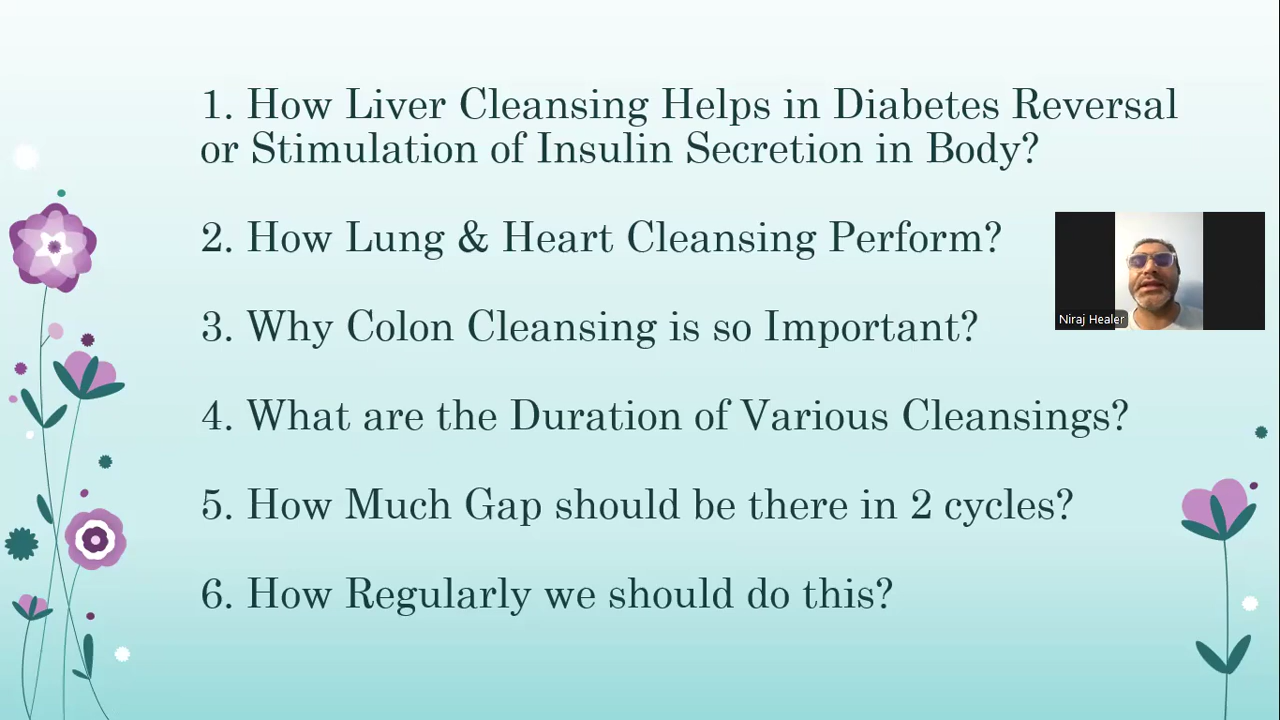 1. How Liver Cleansing Helps in Diabetes Reversal
or Stimulation of Insulin Secretion in Body?
2. How Lung & Heart Cleansing Perform?
3. Why Colon Cleansing is so Important?
4. What are the Duration of Various Cleansings?
5. How Much Gap should be there in 2 cycles?
6. How Regularly we should do this?
Niraj Healer